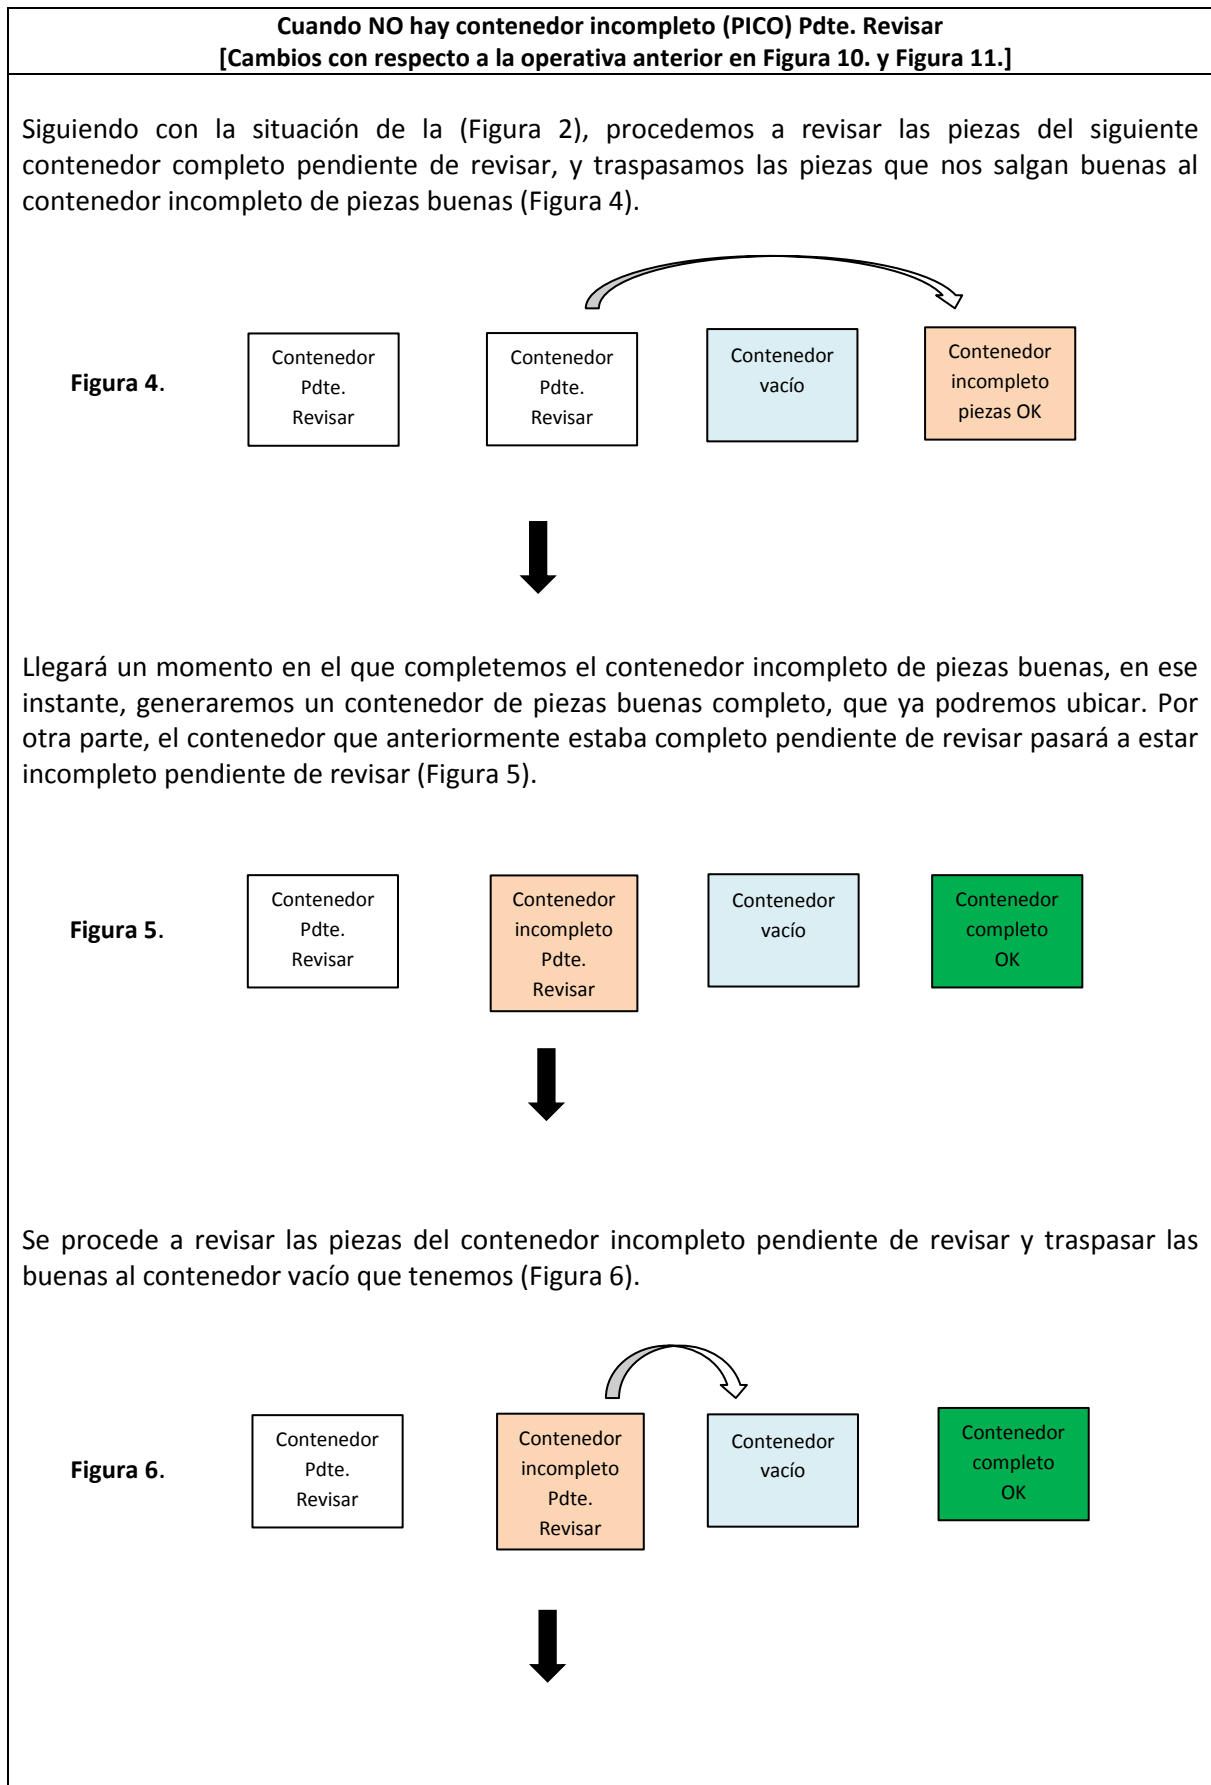 Cuando NO hay contenedor incompleto (PICO) Pdte. Revisar
[Cambios con respecto a la operativa anterior en Figura 10. y Figura 11.]
Siguiendo con la situación de la (Figura 2), procedemos a revisar las piezas del siguiente
contenedor completo pendiente de revisar, y traspasamos las piezas que nos salgan buenas al
contenedor incompleto de piezas buenas (Figura 4).
Figura 4.
Contenedor
Pdte.
Revisar
Contenedor
Pdte.
Revisar
Contenedor
vacío
Contenedor
incompleto
piezas OK
Llegará un momento en el que completemos el contenedor incompleto de piezas buenas, en ese
instante, generaremos un contenedor de piezas buenas completo, que ya podremos ubicar. Por
otra parte, el contenedor que anteriormente estaba completo pendiente de revisar pasará a estar
incompleto pendiente de revisar (Figura 5).
Figura 5.
Contenedor
Pdte.
Revisar
Contenedor
incompleto
Pdte.
Revisar
Contenedor
vacío
Contenedor
completo
OK
Se procede a revisar las piezas del contenedor incompleto pendiente de revisar y traspasar las
buenas al contenedor vacío que tenemos (Figura 6).
Figura 6.
Contenedor
Pdte.
Revisar
Contenedor
incompleto
Pdte.
Revisar
Contenedor
vacío
Contenedor
completo
OK